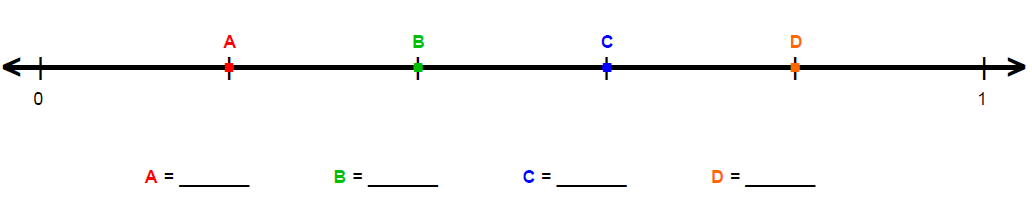 A B C D
0 1
A = _______ B = _______ C = _______ D = _______